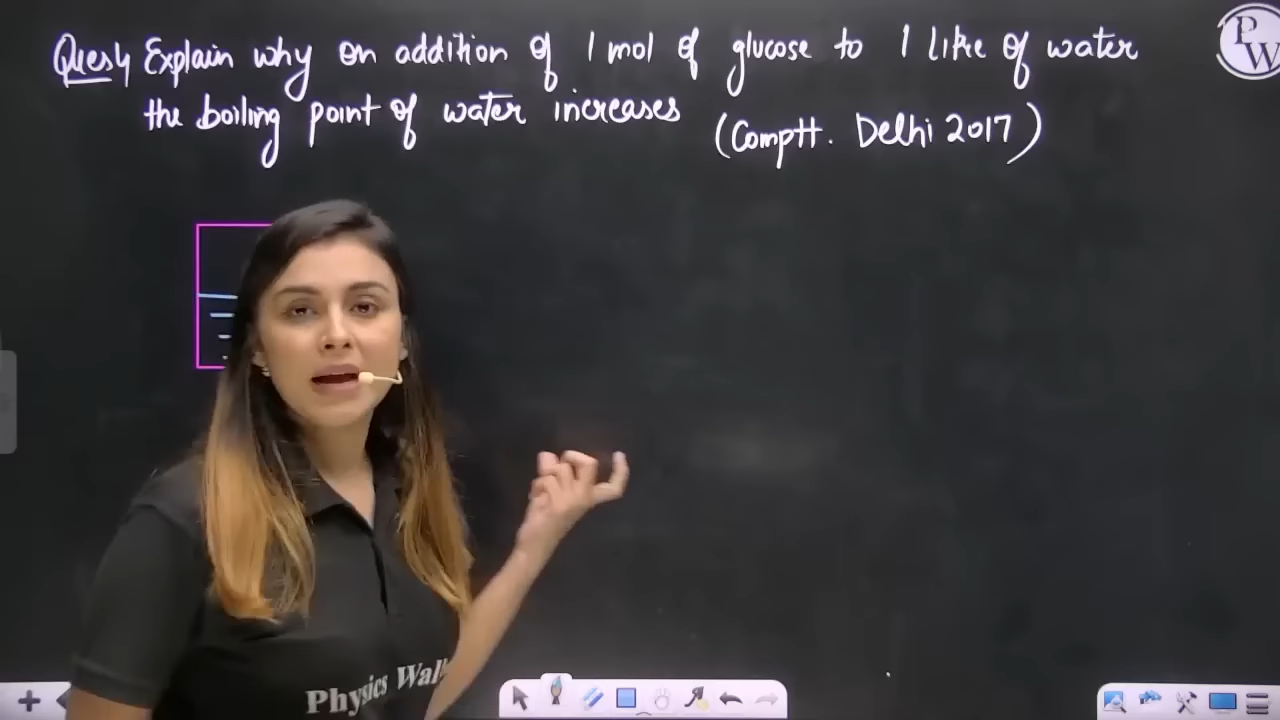 Ques4 Explain why on addition of 1 mol of glucose to 1 litre of water
the boiling point of water increases (Comptt. Delhi 2017)
PW
Physics Wall